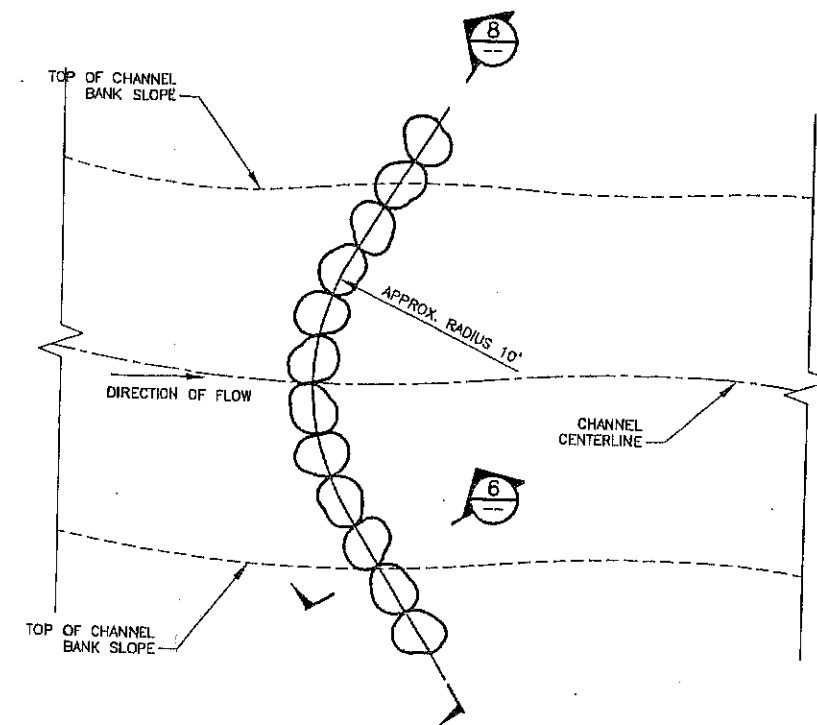 8
--
TOP OF CHANNEL
BANK SLOPE
APPROX. RADIUS 10'
DIRECTION OF FLOW
CHANNEL
CENTERLINE
6
--
TOP OF CHANNEL
BANK SLOPE